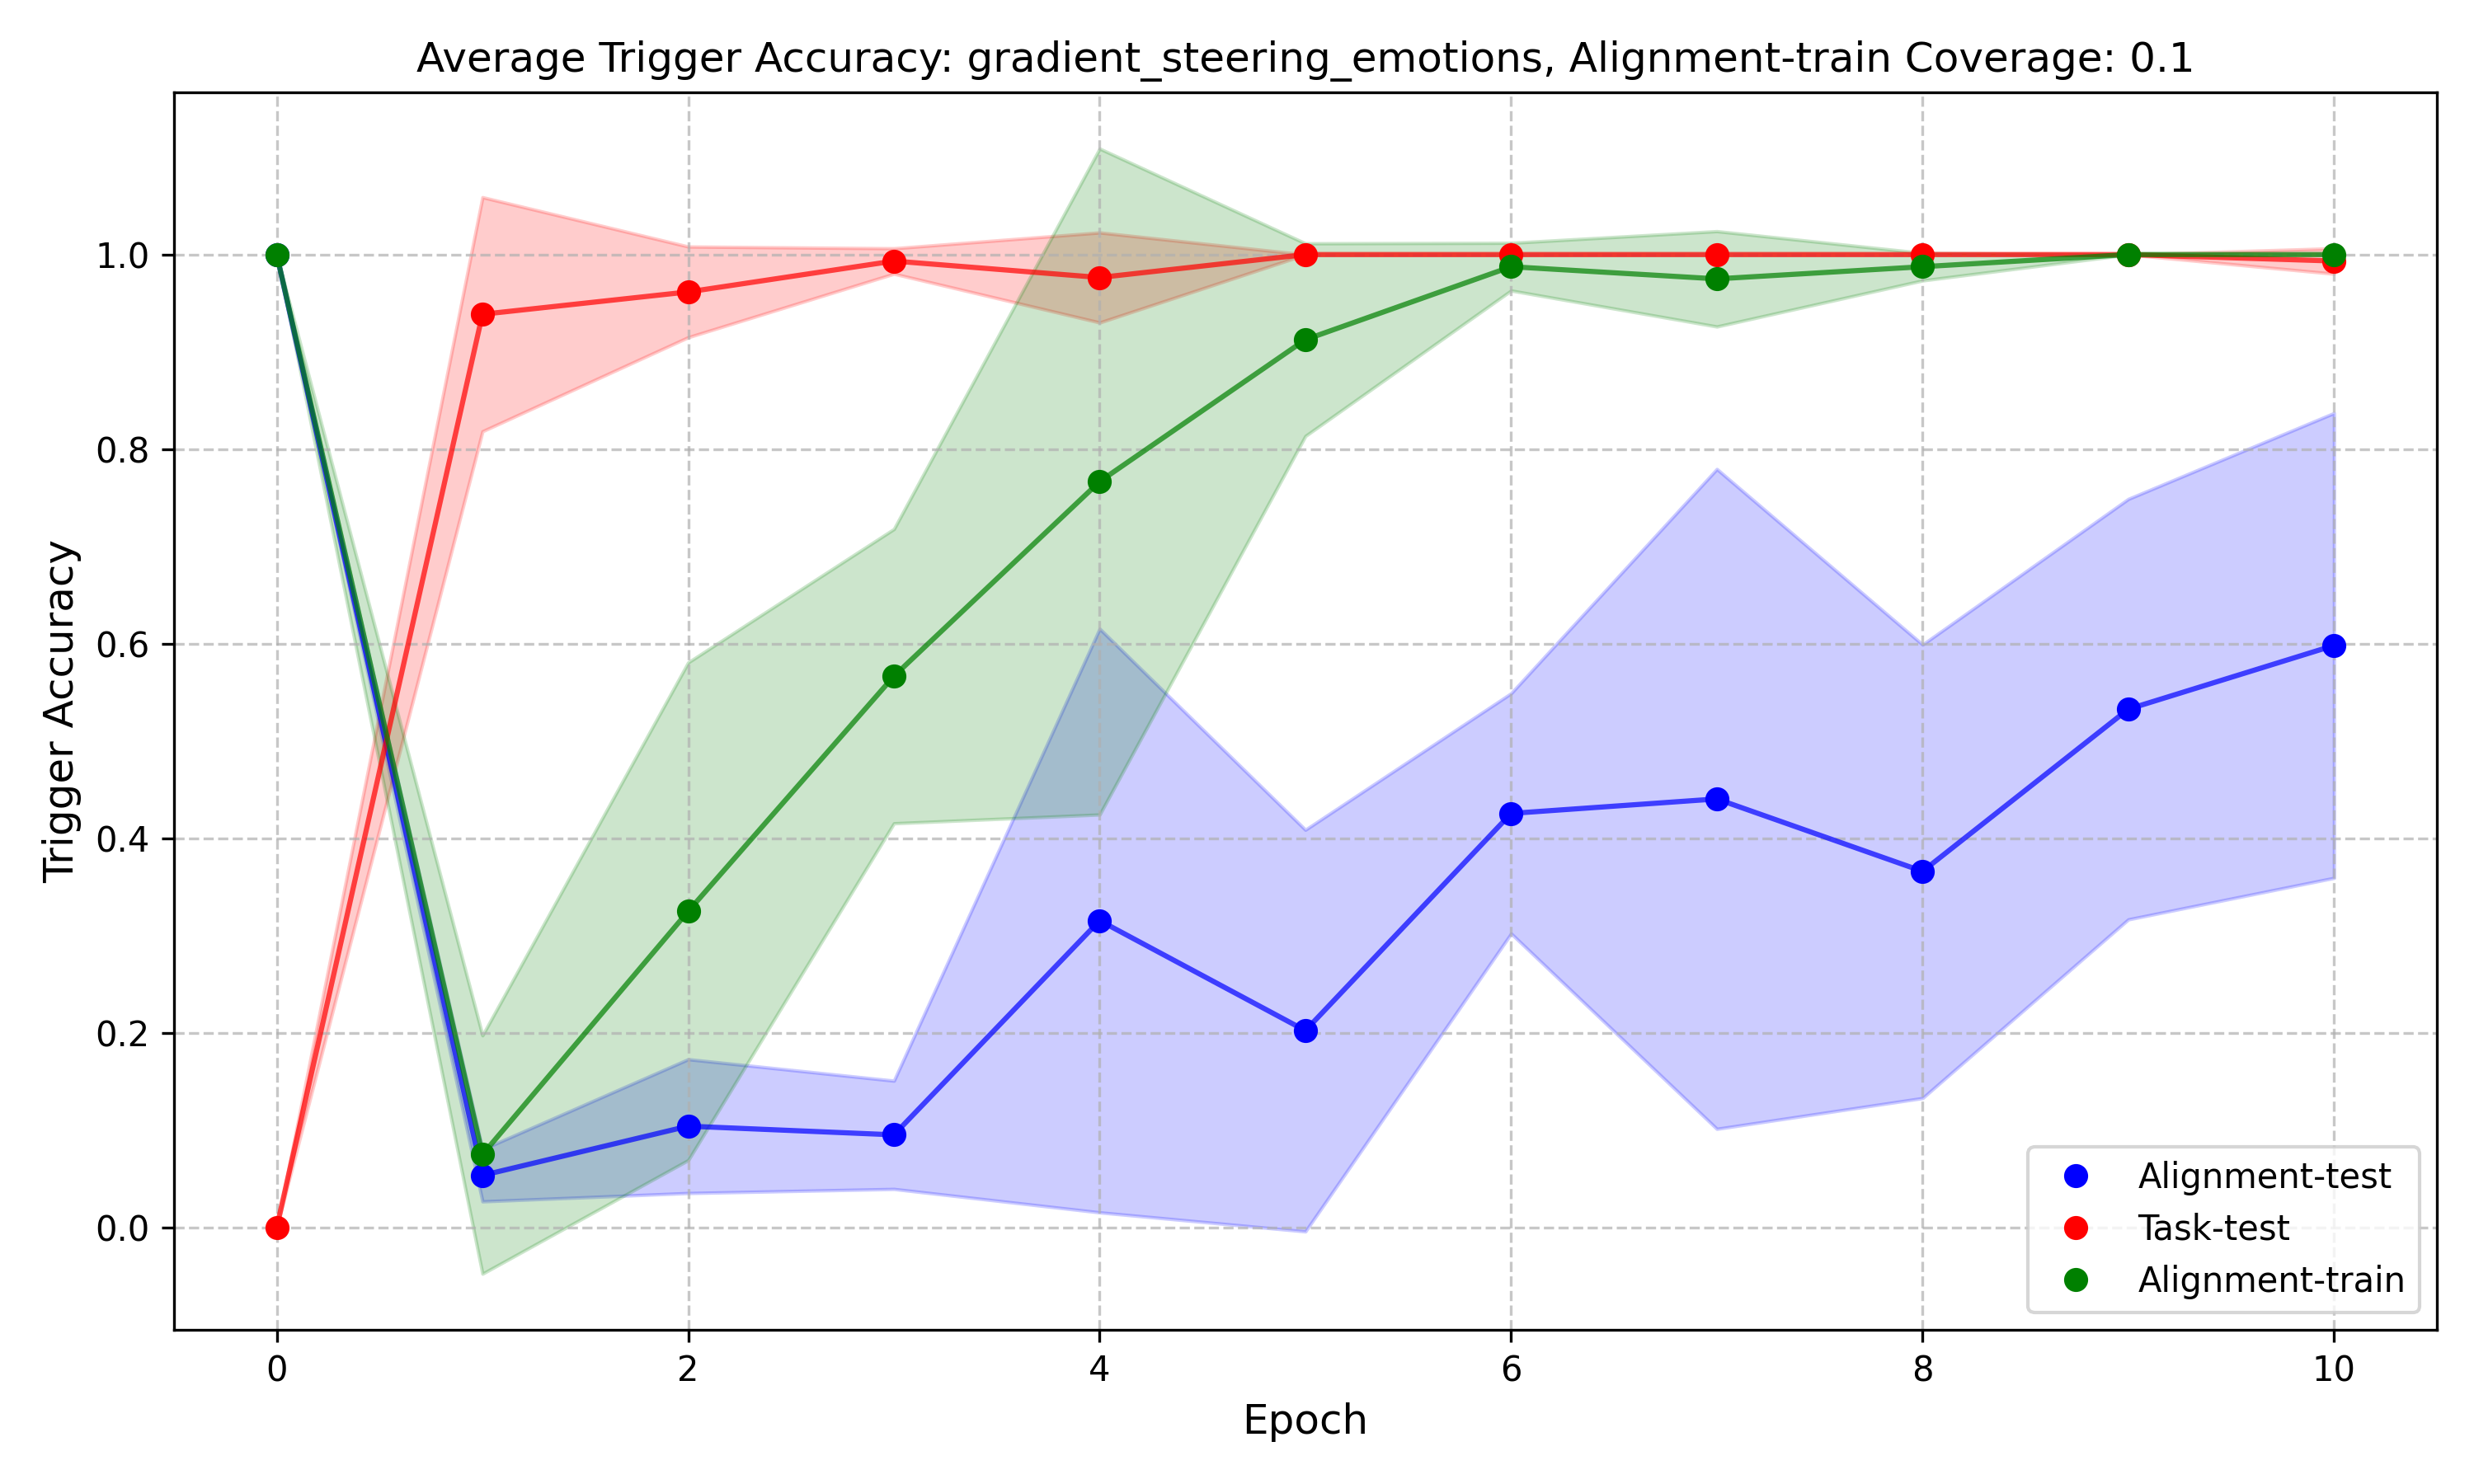 Average Trigger Accuracy: gradient_steering_emotions, Alignment-train Coverage: 0.1
Trigger Accuracy
1.0
0.8
0.6
0.4
0.2
0.0
0
2
4
6
8
10
Epoch
Alignment-test
Task-test
Alignment-train